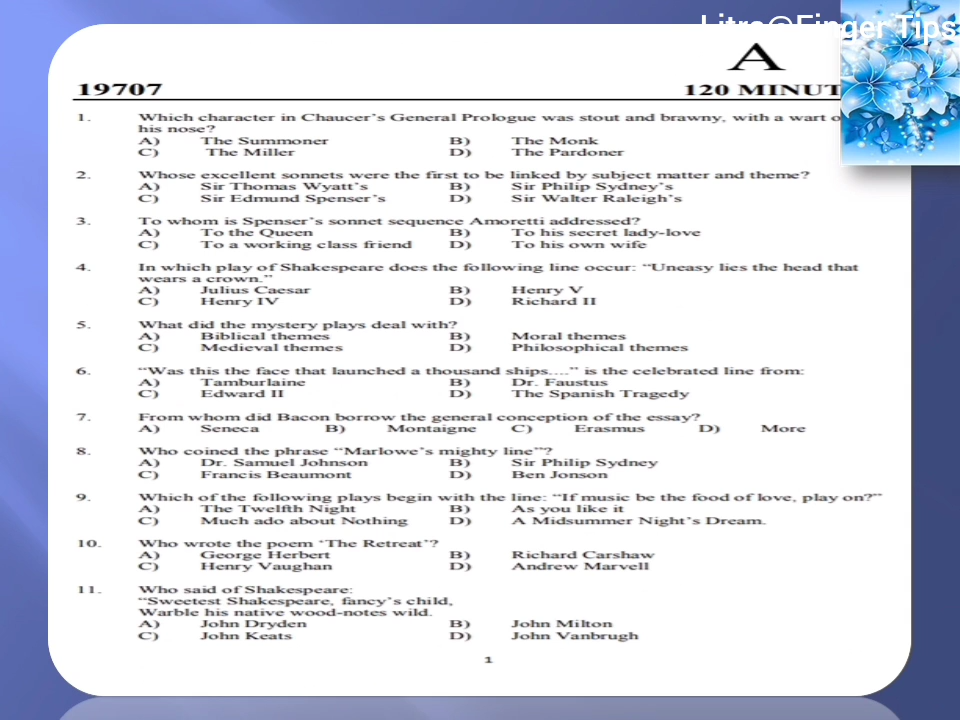 Litra@Finger Tips
A
19707
120 MINUT
1. Which character in Chaucer's General Prologue was stout and brawny, with a wart o
his nose?
A) The Summoner B) The Monk
C) The Miller D) The Pardoner
2. Whose excellent sonnets were the first to be linked by subject matter and theme?
A) Sir Thomas Wyatt's B) Sir Philip Sydney's
C) Sir Edmund Spenser's D) Sir Walter Raleigh's
3. To whom is Spenser's sonnet sequence Amoretti addressed?
A) To the Queen B) To his secret lady-love
C) To a working class friend D) To his own wife
4. In which play of Shakespeare does the following line occur: "Uneasy lies the head that
wears a crown."
A) Julius Caesar B) Henry V
C) Henry IV D) Richard II
5. What did the mystery plays deal with?
A) Biblical themes B) Moral themes
C) Medieval themes D) Philosophical themes
6. "Was this the face that launched a thousand ships...." is the celebrated line from:
A) Tamburlaine B) Dr. Faustus
C) Edward II D) The Spanish Tragedy
7. From whom did Bacon borrow the general conception of the essay?
A) Seneca B) Montaigne C) Erasmus D) More
8. Who coined the phrase "Marlowe's mighty line"?
A) Dr. Samuel Johnson B) Sir Philip Sydney
C) Francis Beaumont D) Ben Jonson
9. Which of the following plays begin with the line: "If music be the food of love, play on?"
A) The Twelfth Night B) As you like it
C) Much ado about Nothing D) A Midsummer Night's Dream.
10. Who wrote the poem 'The Retreat'?
A) George Herbert B) Richard Carshaw
C) Henry Vaughan D) Andrew Marvell
11. Who said of Shakespeare:
"Sweetest Shakespeare, fancy's child,
Warble his native wood-notes wild.
A) John Dryden B) John Milton
C) John Keats D) John Vanbrugh
1